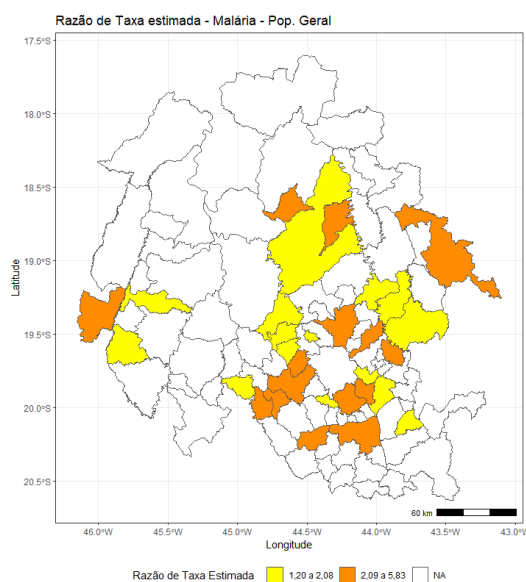 Razão de Taxa estimada - Malária - Pop. Geral
17.5°S
18.0°S
18.5°S
19.0°S
19.5°S
20.0°S
20.5°S
Latitude
60 km
46.0°W 45.5°W 45.0°W 44.5°W 44.0°W 43.5°W 43.0°W
Longitude
Razão de Taxa Estimada 1,20 a 2,08 2,09 a 5,83 NA